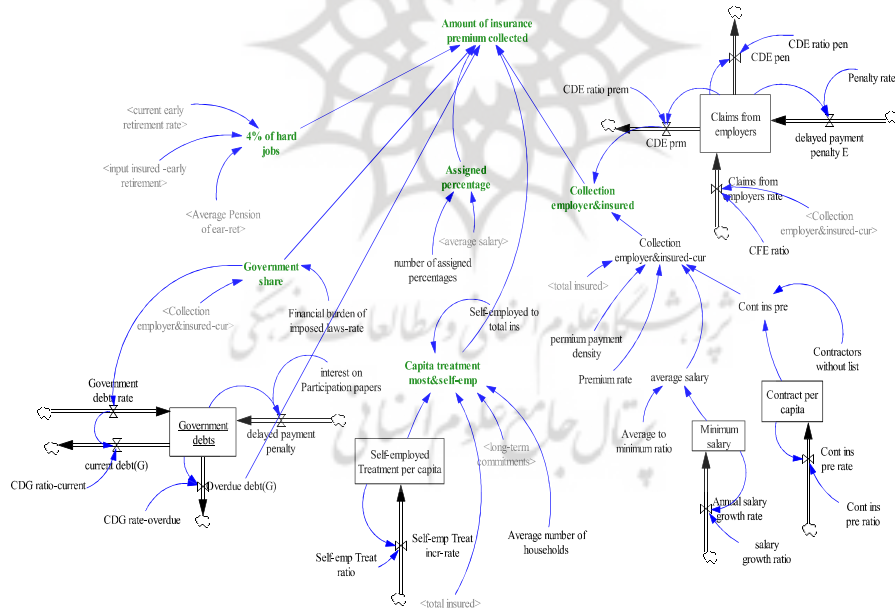 Amount of insurance
premium collected
CDE ratio pen
CDE pen
Penalty rate
CDE ratio prem
Claims from
employers
CDE prm
delayed payment
penalty E
<current early
retirement rate>
4% of hard
jobs
<input insured -early
retirement>
Assigned
percentage
Collection
employer&insured
Claims from
employers rate
<Collection
employer&insured-cur>
CFE ratio
<Average Pension
of ear-ret>
<average salary>
number of assigned
percentages
Collection
employer&insured-cur
Government
share
<total insured>
<Collection
employer&insured-cur>
Financial burden of
imposed laws-rate
Self-employed to
total ins
Cont ins pre
پژوهشگاه علوم انسانی و مطالعات فرهنگی
پرتال جامع علوم انسانی
permium payment
density
Contractors
without list
interest on
Participation papers
Capita treatment
most&self-emp
Premium rate
average salary
Government
debt rate
Contract per
capita
Government
debts
delayed payment
penalty
Minimum
salary
Average to
minimum ratio
<long-term
commitments>
Self-employed
Treatment per capita
current debt(G)
CDG ratio-current
Overdue debt(G)
CDG rate-overdue
Cont ins
pre rate
Cont ins
pre ratio
Annual salary
growth rate
salary
growth ratio
Self-emp Treat
incr-rate
Self-emp Treat
ratio
Average number of
households
<total insured>